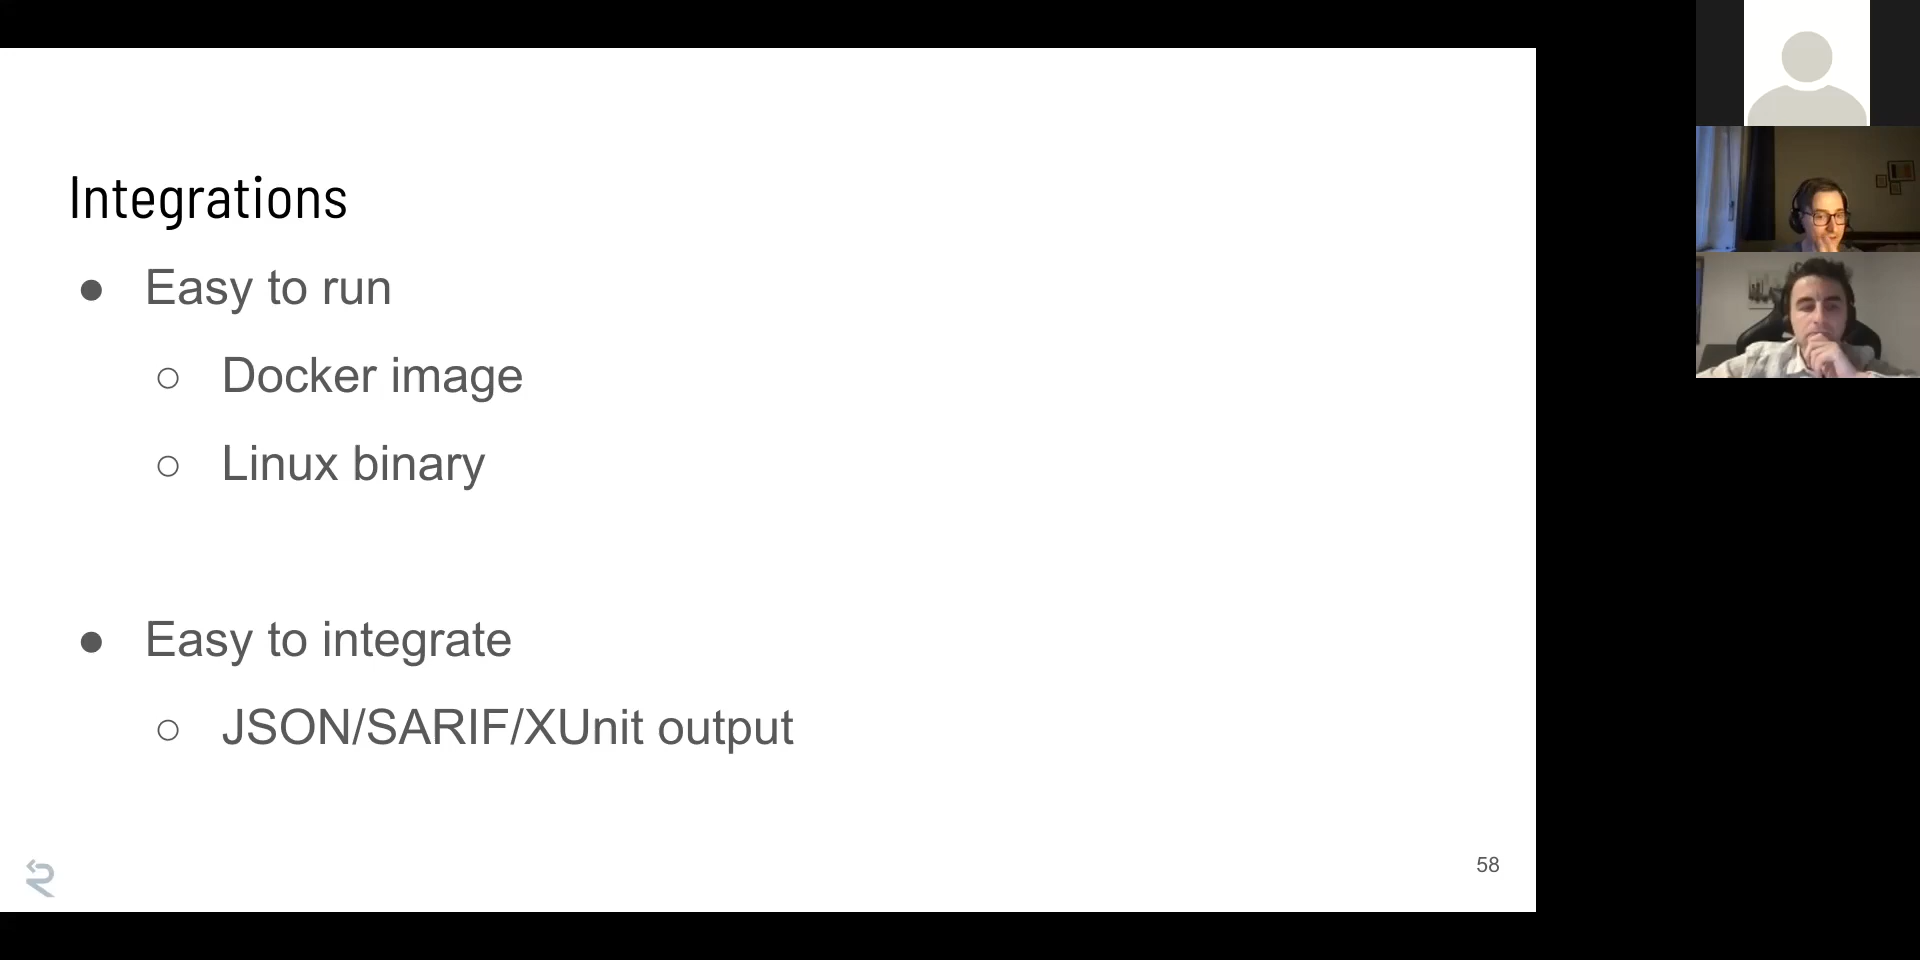 Integrations
● Easy to run
○ Docker image
○ Linux binary
● Easy to integrate
○ JSON/SARIF/XUnit output
58